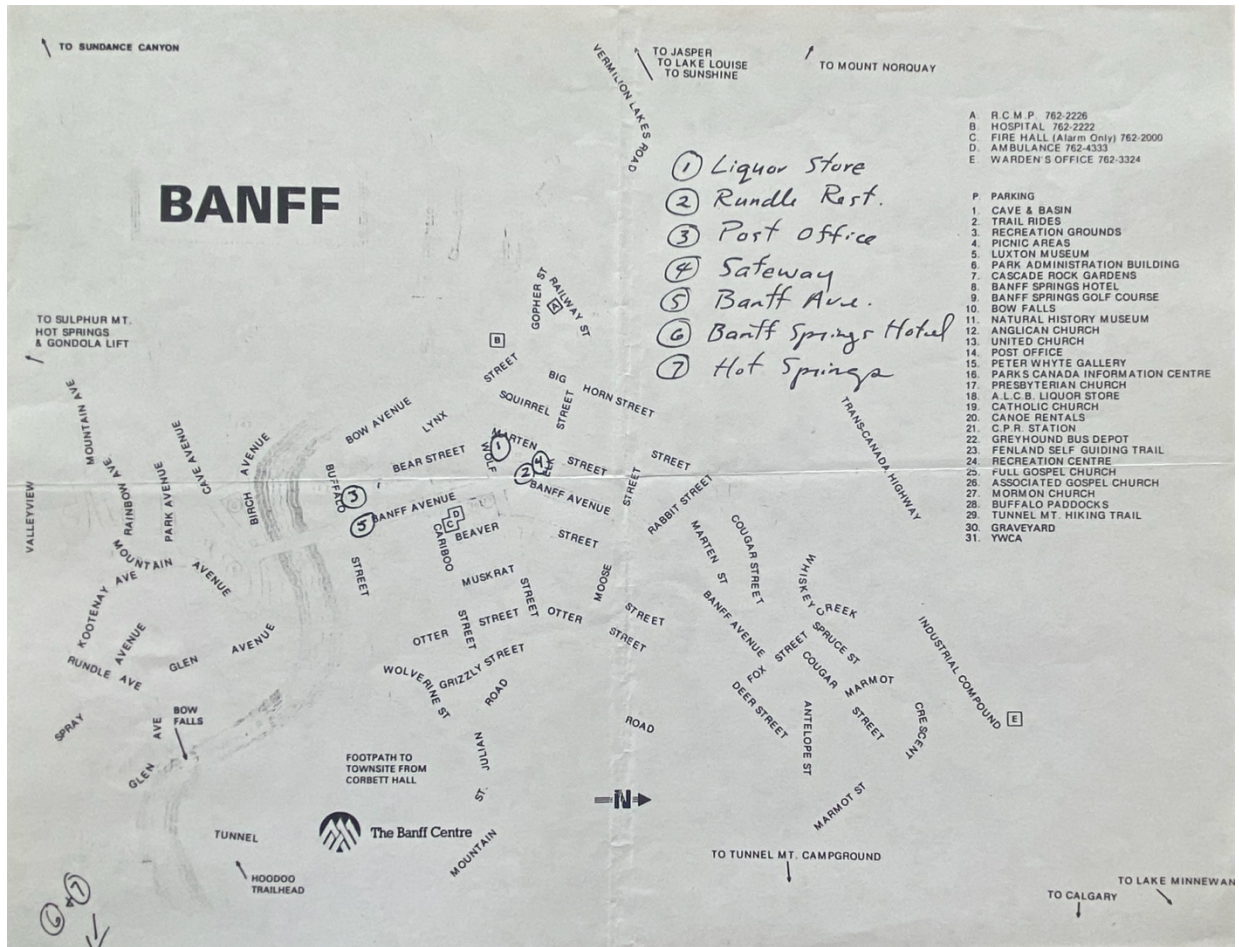 TO SUNDANCE CANYON
VERMILION LAKES ROAD
TO JASPER
TO LAKE LOUISE
TO SUNSHINE
TO MOUNT NORQUAY
A. R.C.M.P. 762-2226
B. HOSPITAL 762-2222
C. FIRE HALL (Alarm Only) 762-2000
D. AMBULANCE 762-4333
E. WARDEN'S OFFICE 762-3324
BANFF
① Liquor Store
② Rundle Rest.
③ Post Office
④ Safeway
⑤ Banff Ave.
⑥ Banff Springs Hotel
⑦ Hot Springs
P. PARKING
1. CAVE & BASIN
2. TRAIL RIDES
3. RECREATION GROUNDS
4. PICNIC AREAS
5. LUXTON MUSEUM
6. PARK ADMINISTRATION BUILDING
7. CASCADE ROCK GARDENS
8. BANFF SPRINGS HOTEL
9. BANFF SPRINGS GOLF COURSE
10. BOW FALLS
11. NATURAL HISTORY MUSEUM
12. ANGLICAN CHURCH
13. UNITED CHURCH
14. POST OFFICE
15. PETER WHYTE GALLERY
16. PARKS CANADA INFORMATION CENTRE
17. PRESBYTERIAN CHURCH
18. A.L.C.B. LIQUOR STORE
19. CATHOLIC CHURCH
20. CANOE RENTALS
21. C.P.R. STATION
22. GREYHOUND BUS DEPOT
23. FENLAND SELF GUIDING TRAIL
24. RECREATION CENTRE
25. FULL GOSPEL CHURCH
26. ASSOCIATED GOSPEL CHURCH
27. MORMON CHURCH
28. BUFFALO PADDOCKS
29. TUNNEL MT. HIKING TRAIL
30. GRAVEYARD
31. YWCA
TO SULPHUR MT.
HOT SPRINGS
& GONDOLA LIFT
GOPHER ST
RAILWAY ST
A
B
STREET
BIG HORN STREET
SQUIRREL
STREET
LYNX
BOW AVENUE
MOUNTAIN AVE
RAINBOW AVE.
PARK AVENUE
CAVE AVENUE
BIRCH AVENUE
VALLEYVIEW
BUFFALO
BEAR STREET
WOLF
MARTEN
①
② ④
ELK
STREET
STREET
TRANS-CANADA HIGHWAY
③
⑤ BANFF AVENUE
BANFF AVENUE
STREET
RABBIT STREET
D
C
CARIBOO
BEAVER
STREET
MARTEN ST
COUGAR STREET
WHISKEY CREEK
MOUNTAIN AVENUE
KOOTENAY AVE
STREET
MUSKRAT
STREET
MOOSE
BANFF AVENUE
INDUSTRIAL COMPOUND
E
OTTER
STREET
STREET
OTTER
STREET
STREET
SPRUCE ST
FOX STREET
COUGAR
STREET
MARMOT
CRESCENT
AVENUE
RUNDLE AVE
GLEN AVENUE
WOLVERINE ST
GRIZZLY STREET
ROAD
DEER STREET
ANTELOPE ST
SPRAY
AVE
BOW
FALLS
GLEN
ROAD
JULIAN
ST.
FOOTPATH TO
TOWNSITE FROM
CORBETT HALL
N
MARMOT ST
The Banff Centre
TUNNEL
MOUNTAIN
TO TUNNEL MT. CAMPGROUND
HOODOO
TRAILHEAD
⑥ & ⑦
TO CALGARY
TO LAKE MINNEWAN